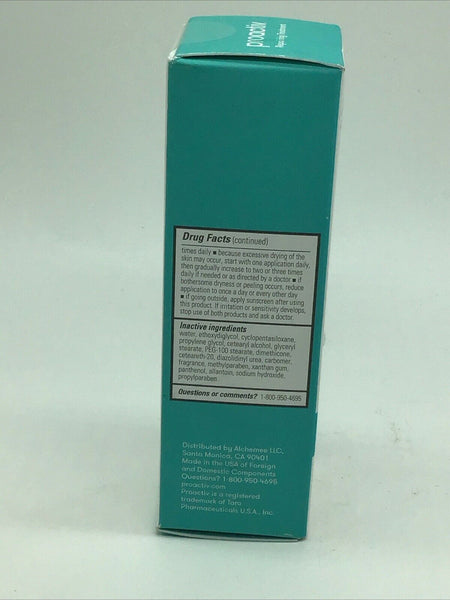 proactiv
Repairing Treatment
Drug Facts (continued)
times daily ■ because excessive drying of the
skin may occur, start with one application daily,
then gradually increase to two or three times
daily if needed or as directed by a doctor ■ if
bothersome dryness or peeling occurs, reduce
application to once a day or every other day
■ if going outside, apply sunscreen after using
this product. If irritation or sensitivity develops,
stop use of both products and ask a doctor.
Inactive ingredients
water, ethoxydiglycol, cyclopentasiloxane,
propylene glycol, cetearyl alcohol, glyceryl
stearate, PEG-100 stearate, dimethicone,
ceteareth-20, diazolidinyl urea, carbomer,
fragrance, methylparaben, xanthan gum,
panthenol, allantoin, sodium hydroxide,
propylparaben
Questions or comments? 1-800-950-4695
Distributed by Alchemee LLC,
Santa Monica, CA 90401
Made in the USA of Foreign
and Domestic Components
Questions? 1-800-950-4695
proactiv.com
Proactiv is a registered
trademark of Taro
Pharmaceuticals U.S.A., Inc.